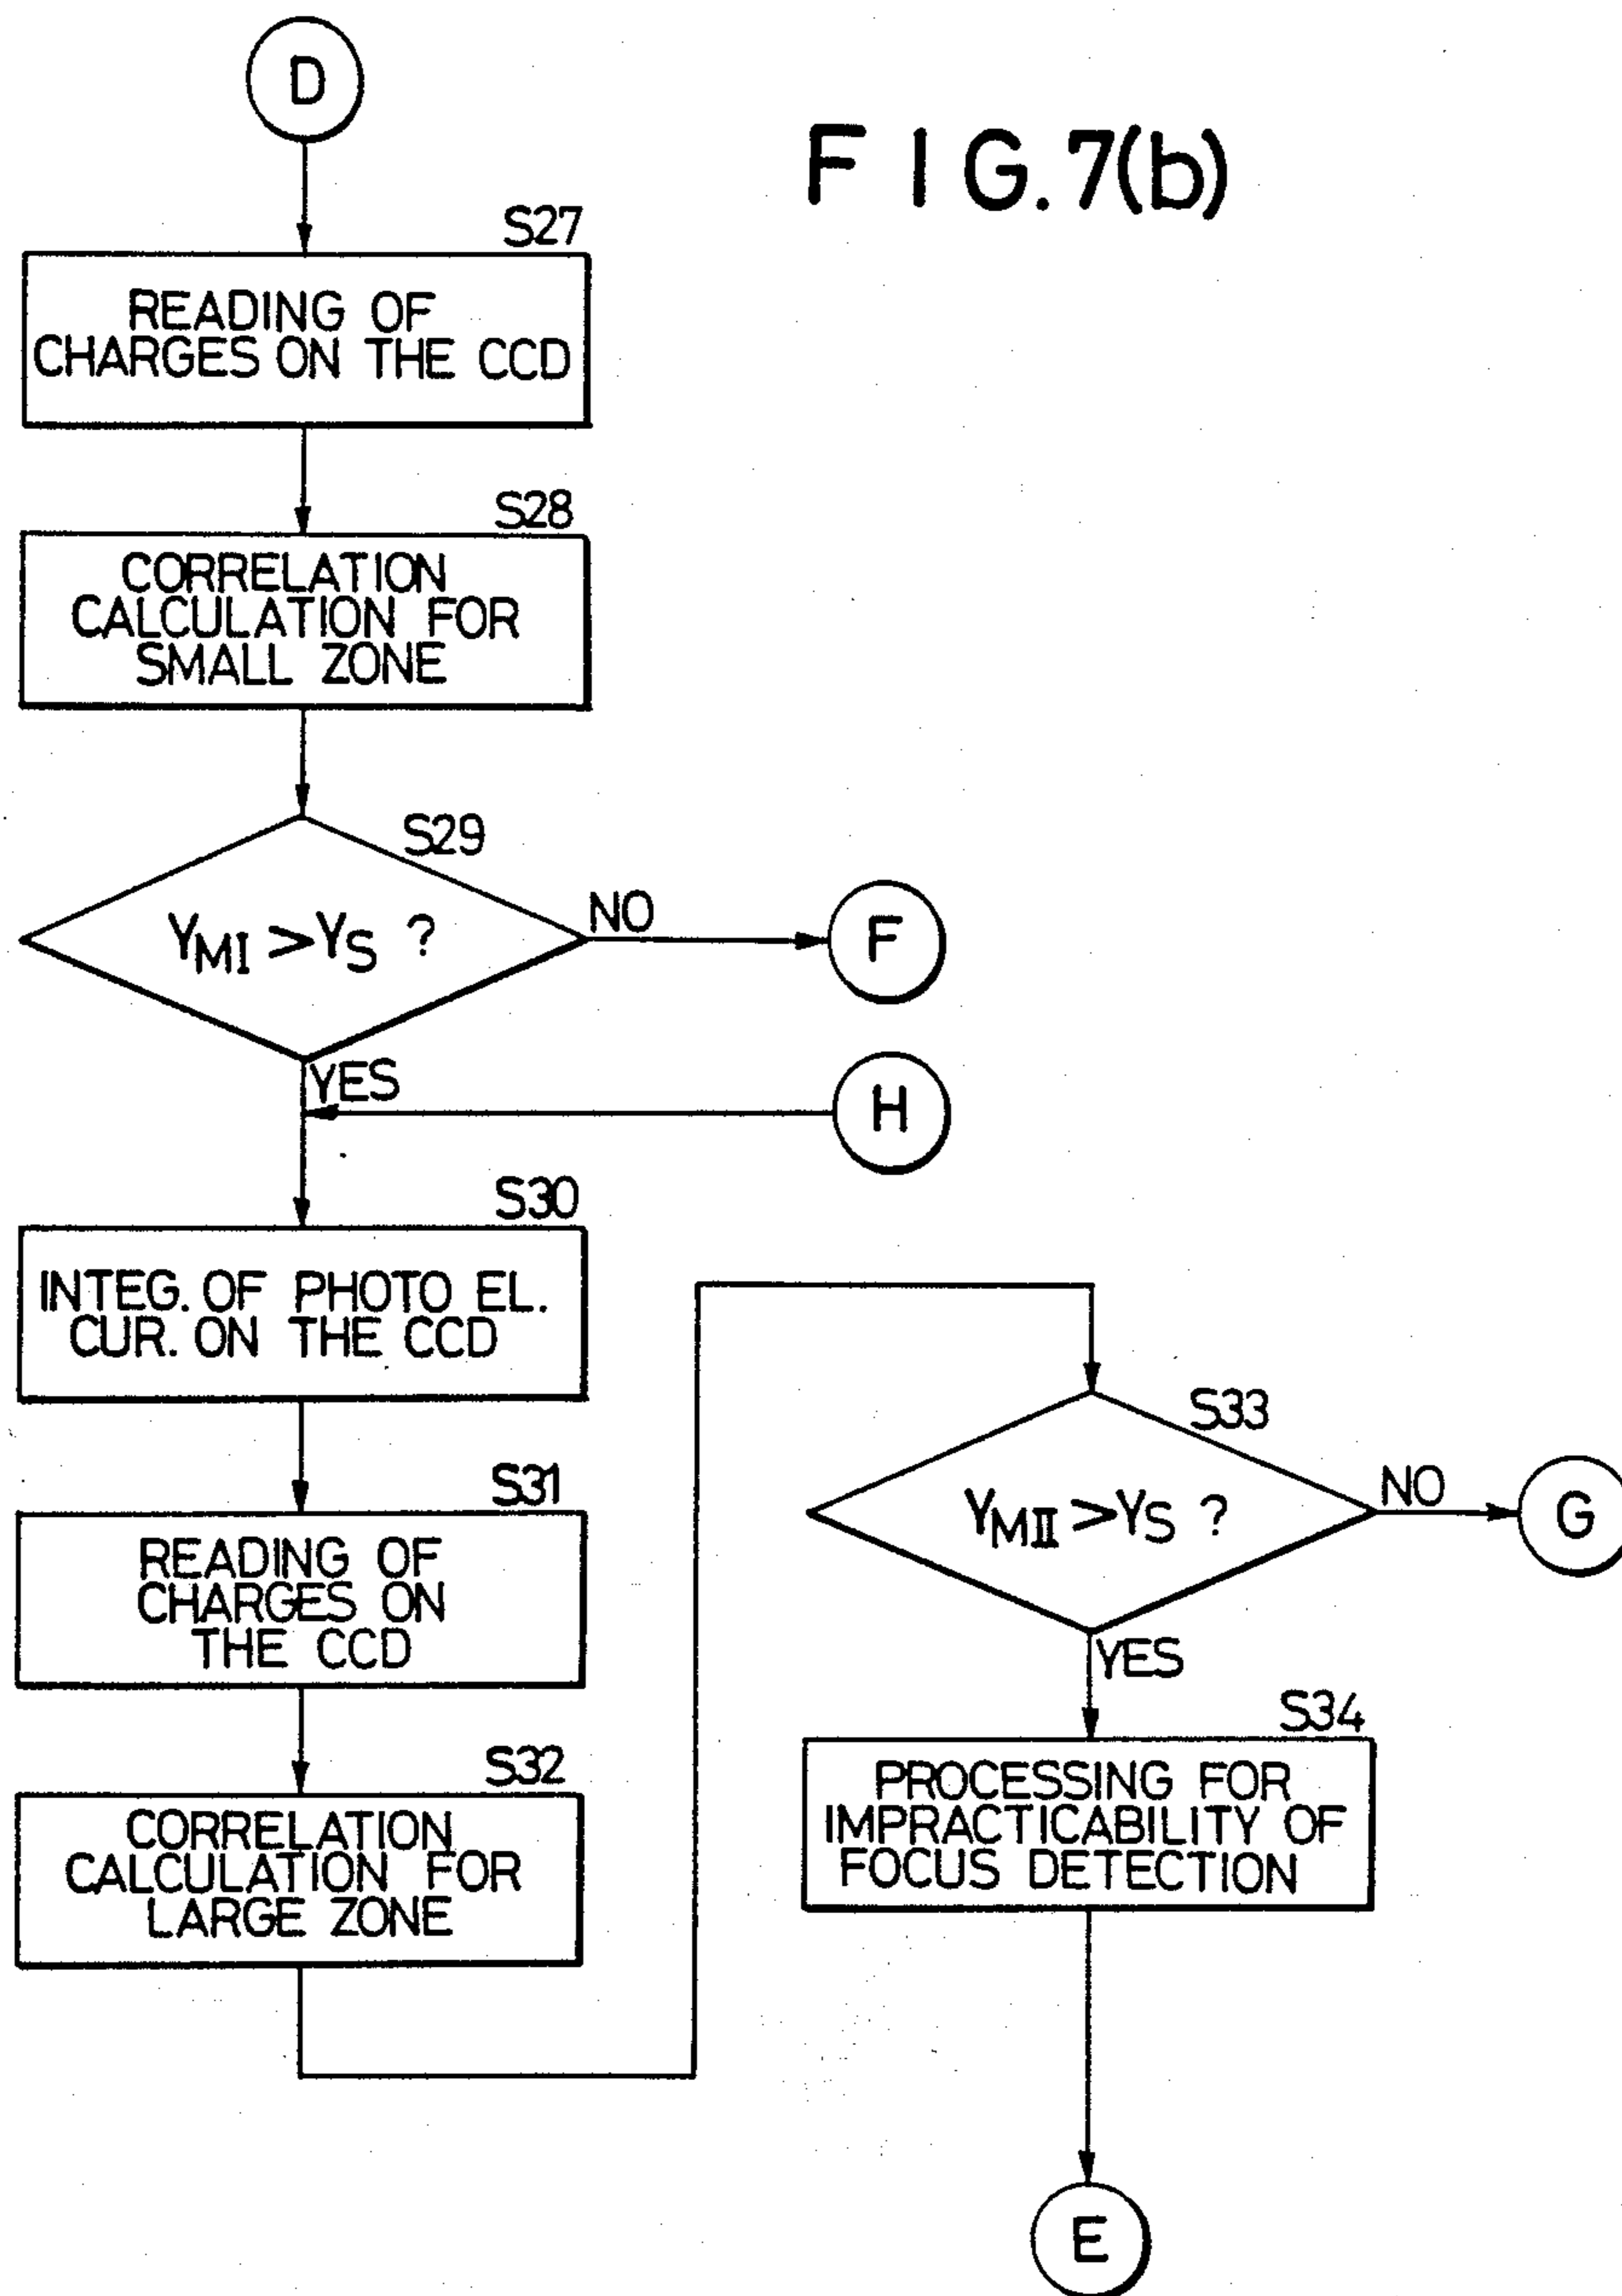 D
F I G. 7(b)
S27
READING OF
CHARGES ON THE CCD
S28
CORRELATION
CALCULATION FOR
SMALL ZONE
S29
YMI >YS ?
NO
F
YES
H
S30
INTEG. OF PHOTO EL.
CUR. ON THE CCD
S31
READING OF
CHARGES ON
THE CCD
S32
CORRELATION
CALCULATION FOR
LARGE ZONE
S33
YMII >YS ?
NO
G
YES
S34
PROCESSING FOR
IMPRACTICABILITY OF
FOCUS DETECTION
E